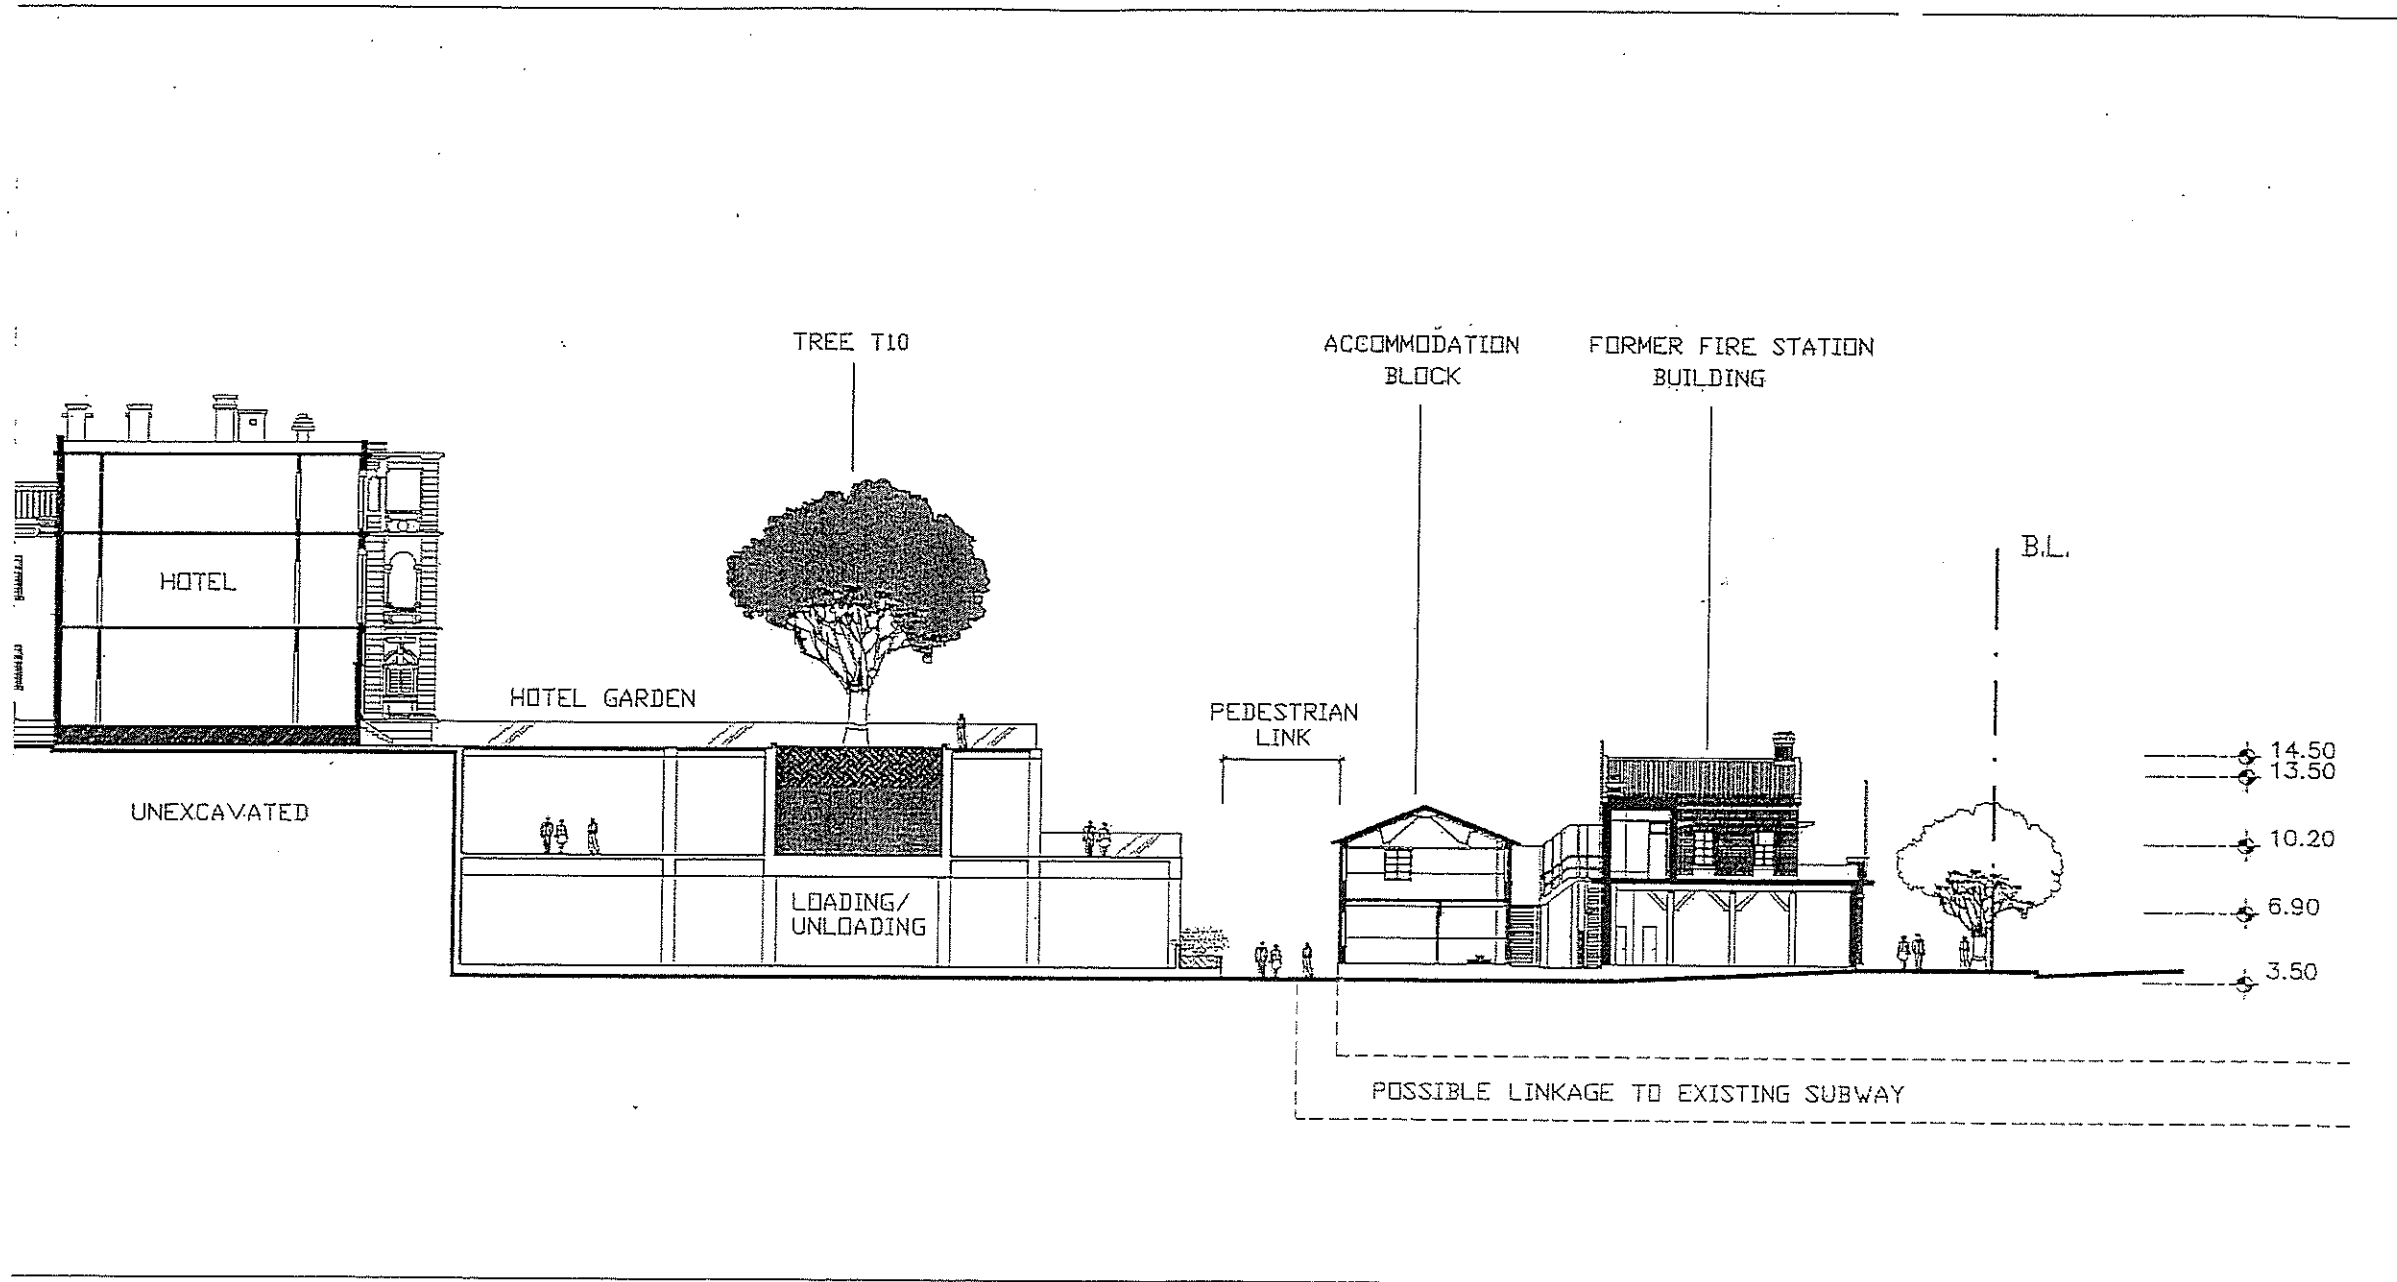 TREE T10
ACCOMMODATION
BLOCK
FORMER FIRE STATION
BUILDING
B.L.
HOTEL
HOTEL GARDEN
PEDESTRIAN
LINK
14.50
13.50
UNEXCAVATED
10.20
LOADING/
UNLOADING
6.90
3.50
POSSIBLE LINKAGE TO EXISTING SUBWAY